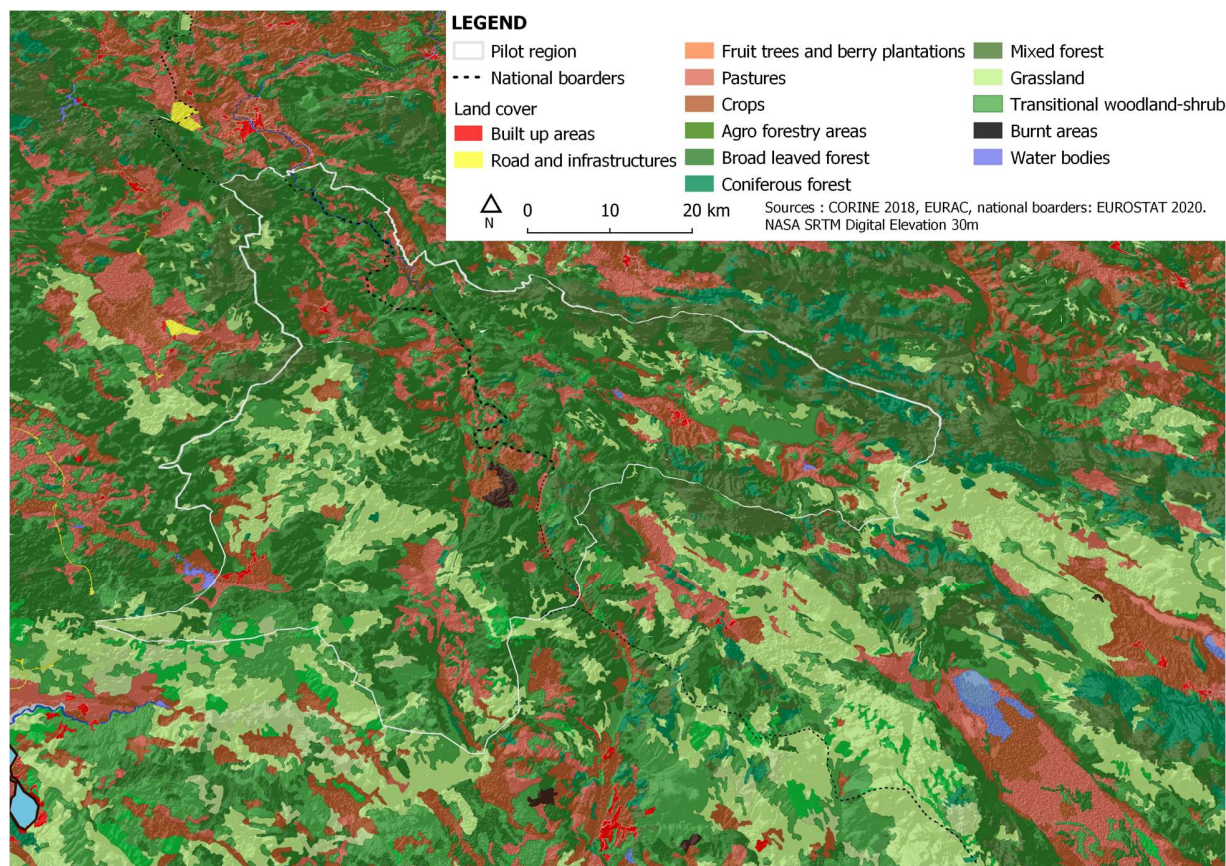 LEGEND
Pilot region
National boarders
Land cover
Built up areas
Road and infrastructures
Fruit trees and berry plantations
Pastures
Crops
Agro forestry areas
Broad leaved forest
Coniferous forest
Mixed forest
Grassland
Transitional woodland-shrub
Burnt areas
Water bodies
N
0 10 20 km
Sources : CORINE 2018, EURAC, national boarders: EUROSTAT 2020.
NASA SRTM Digital Elevation 30m